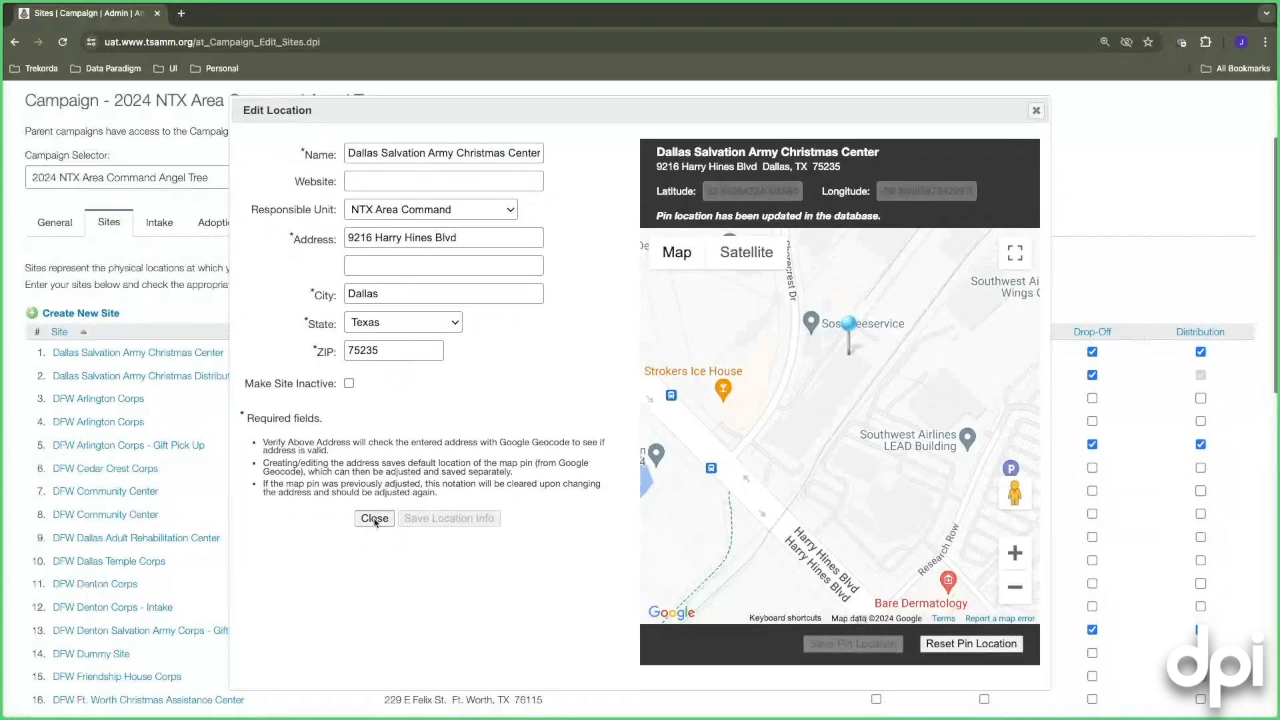 Sites | Campaign | Admin | An
uat.www.tsamm.org/at_Campaign_Edit_Sites.dpi
J
Trekorda
Data Paradigm
UI
Personal
All Bookmarks
Campaign - 2024 NTX Area Command Angel T
Parent campaigns have access to the Campaig
Campaign Selector:
2024 NTX Area Command Angel Tree
General
Sites
Intake
Adopti
Sites represent the physical locations at which y
Enter your sites below and check the appropria
Create New Site
# Site
Drop-Off
Distribution
1. Dallas Salvation Army Christmas Center
2. Dallas Salvation Army Christmas Distribut
3. DFW Arlington Corps
4. DFW Arlington Corps
5. DFW Arlington Corps - Gift Pick Up
6. DFW Cedar Crest Corps
7. DFW Community Center
8. DFW Community Center
9. DFW Dallas Adult Rehabilitation Center
10. DFW Dallas Temple Corps
11. DFW Denton Corps
12. DFW Denton Corps - Intake
13. DFW Denton Salvation Army Corps - Gift
14. DFW Dummy Site
15. DFW Friendship House Corps
16. DFW Ft. Worth Christmas Assistance Center
229 E Felix St. Ft. Worth, TX 76115
Edit Location
*Name: Dallas Salvation Army Christmas Center
Website:
Responsible Unit: NTX Area Command
*Address: 9216 Harry Hines Blvd
*City: Dallas
*State: Texas
*ZIP: 75235
Make Site Inactive:
* Required fields.
• Verify Above Address will check the entered address with Google Geocode to see if
address is valid.
• Creating/editing the address saves default location of the map pin (from Google
Geocode), which can then be adjusted and saved separately.
• If the map pin was previously adjusted, this notation will be cleared upon changing
the address and should be adjusted again.
Close
Save Location Info
Dallas Salvation Army Christmas Center
9216 Harry Hines Blvd Dallas, TX 75235
Latitude:
Longitude:
Pin location has been updated in the database.
Map
Satellite
Southwest Air
Wings C
Strokers Ice House
Southwest Airlines
LEAD Building
P
Harry Hines Blvd
Harry Hines Blvd
Research Row
Bare Dermatology
Google
Keyboard shortcuts
Map data ©2024 Google
Terms
Report a map error
Save Pin Location
Reset Pin Location
dpi